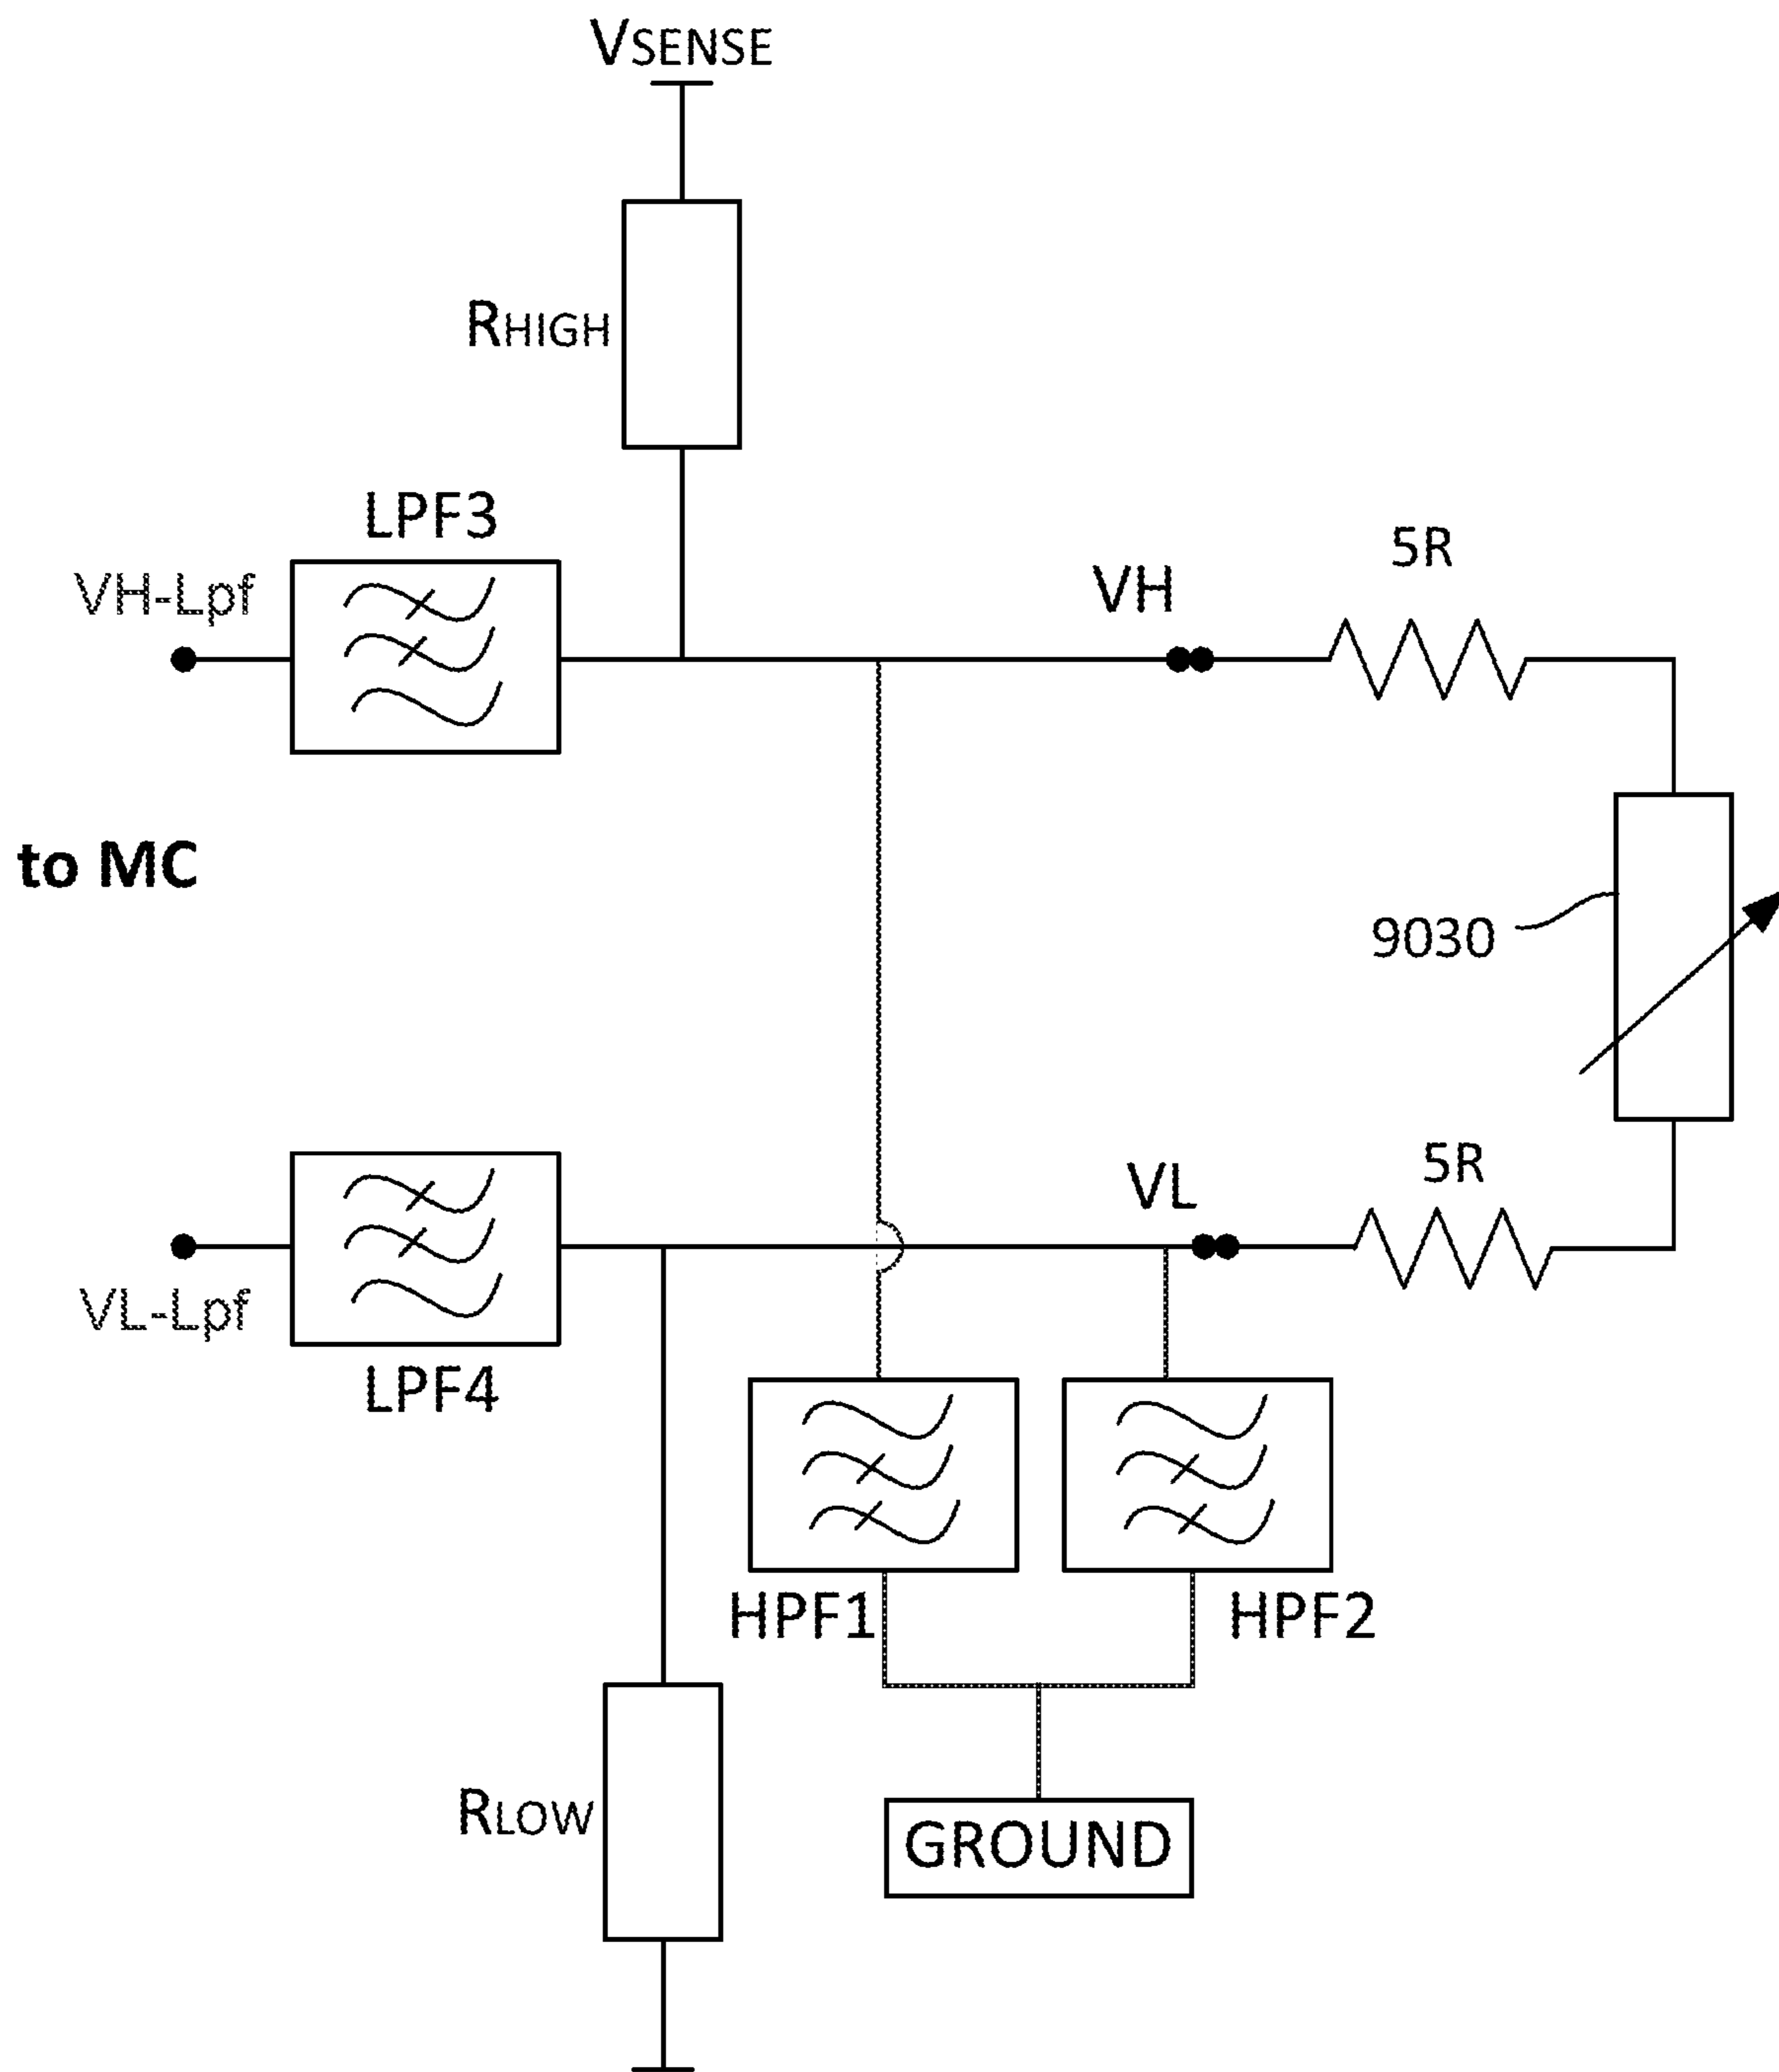 VSENSE
RHIGH
LPF3
5R
VH-Lpf
VH
to MC
9030
5R
VL
VL-Lpf
LPF4
HPF1
HPF2
RLOW
GROUND